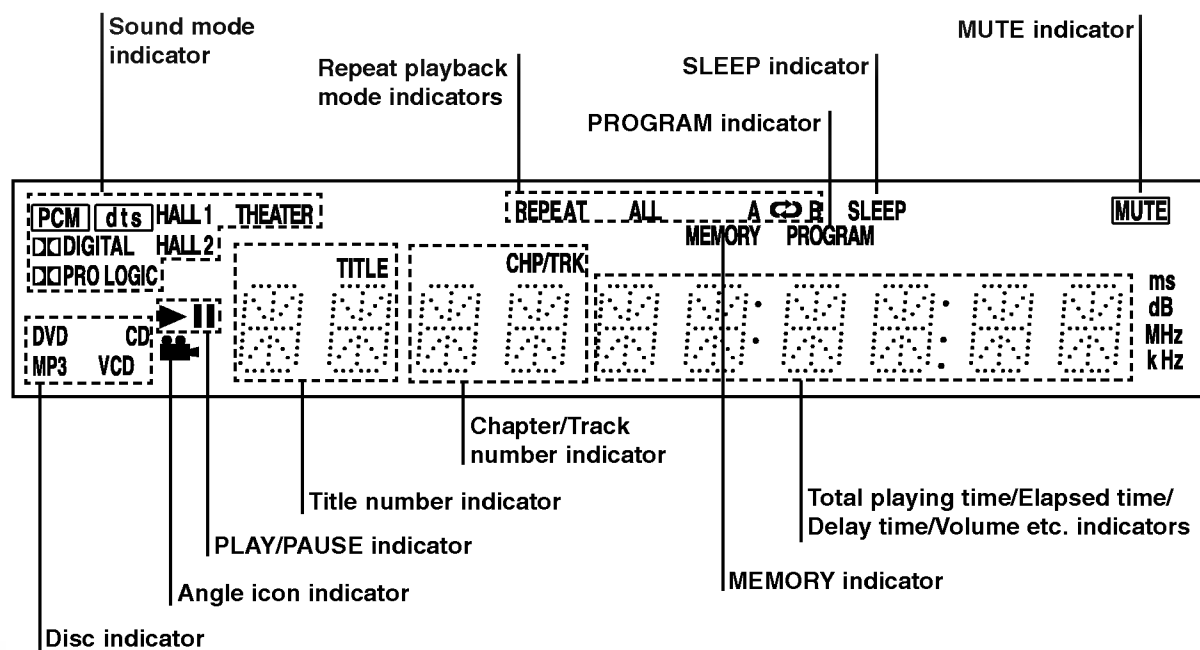 Sound mode
indicator
MUTE indicator
Repeat playback
mode indicators
SLEEP indicator
PROGRAM indicator
PCM dts HALL 1 THEATER
REPEAT ALL A B SLEEP
MUTE
DIGITAL HALL 2
MEMORY PROGRAM
PRO LOGIC
TITLE
CHP/TRK
ms
dB
MHz
kHz
DVD CD
MP3 VCD
Chapter/Track
number indicator
Title number indicator
Total playing time/Elapsed time/
Delay time/Volume etc. indicators
PLAY/PAUSE indicator
MEMORY indicator
Angle icon indicator
Disc indicator